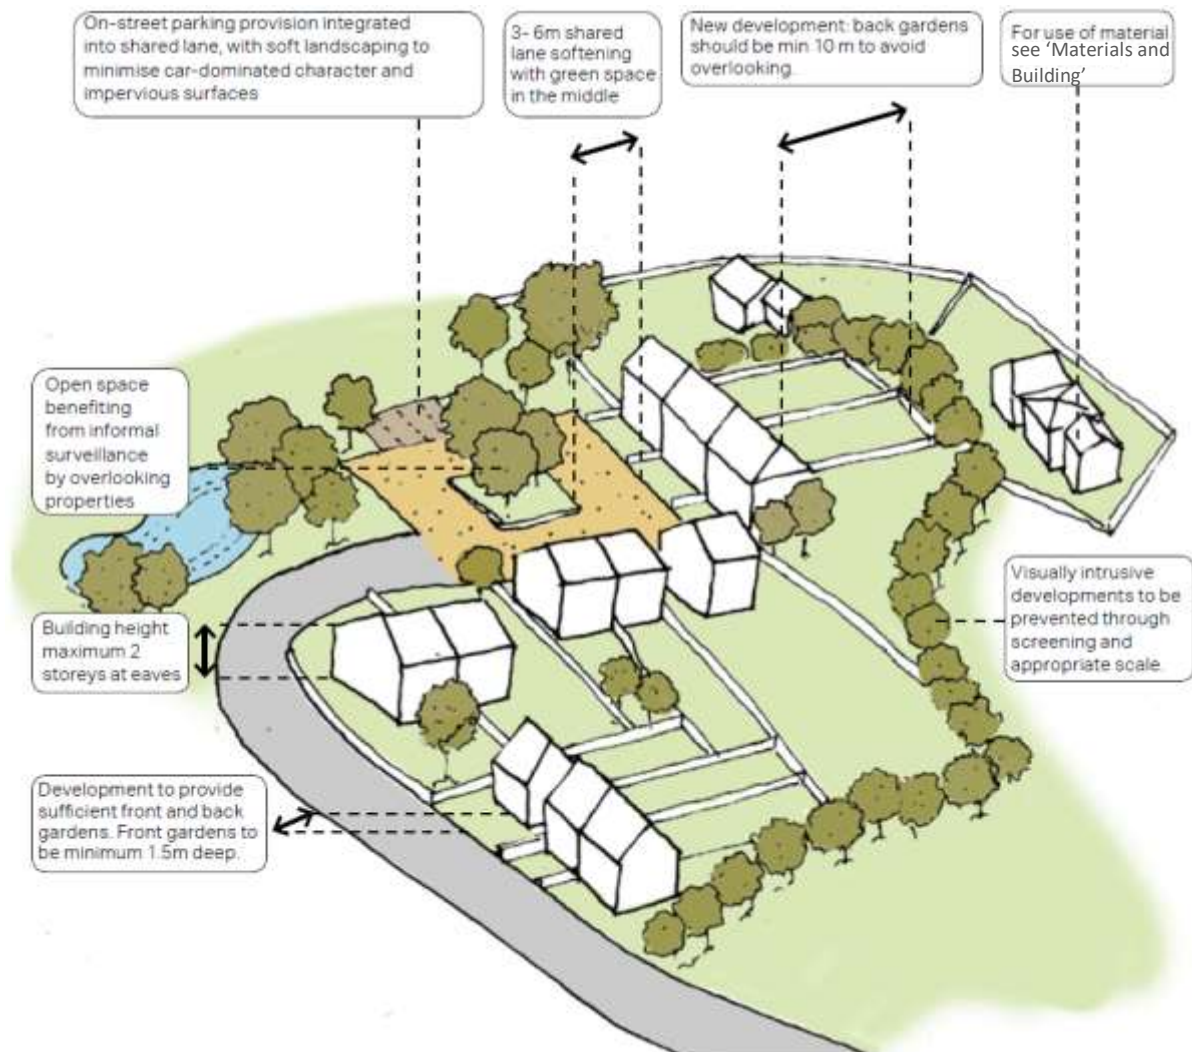 On-street parking provision integrated
into shared lane, with soft landscaping to
minimise car-dominated character and
impervious surfaces
3- 6m shared
lane softening
with green space
in the middle
New development: back gardens
should be min 10 m to avoid
overlooking.
For use of material
see ‘Materials and
Building’
Open space
benefiting
from informal
surveillance
by overlooking
properties
Building height
maximum 2
storeys at eaves
Visually intrusive
developments to be
prevented through
screening and
appropriate scale.
Development to provide
sufficient front and back
gardens. Front gardens to
be minimum 1.5m deep.